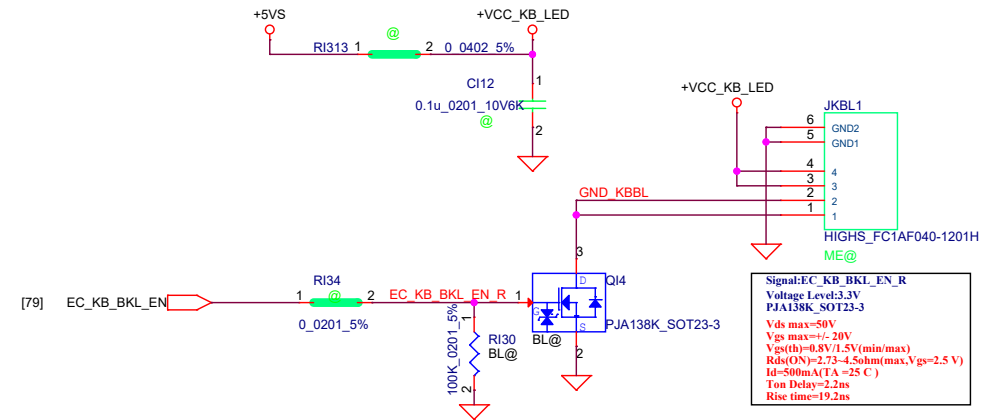 +5VS
+VCC_KB_LED
@
RI313 1 2 0_0402_5%
1
CI12
0.1u_0201_10V6K
@
2
+VCC_KB_LED
JKBL1
6 GND2
5 GND1
4 4
3 3
2 2
1 1
GND_KBBL
HIGHS_FC1AF040-1201H
ME@
3
RI34
[79] EC_KB_BKL_EN 1 @ 2 EC_KB_BKL_EN_R 1
0_0201_5%
D
G
S
QI4
PJA138K_SOT23-3
BL@
2
1
RI30
BL@
100K_0201_5%
2
Signal:EC_KB_BKL_EN_R
Voltage Level:3.3V
PJA138K_SOT23-3
Vds max=50V
Vgs max=+/- 20V
Vgs(th)=0.8V/1.5V(min/max)
Rds(ON)=2.73~4.5ohm(max,Vgs=2.5 V)
Id=500mA(TA =25 C )
Ton Delay=2.2ns
Rise time=19.2ns